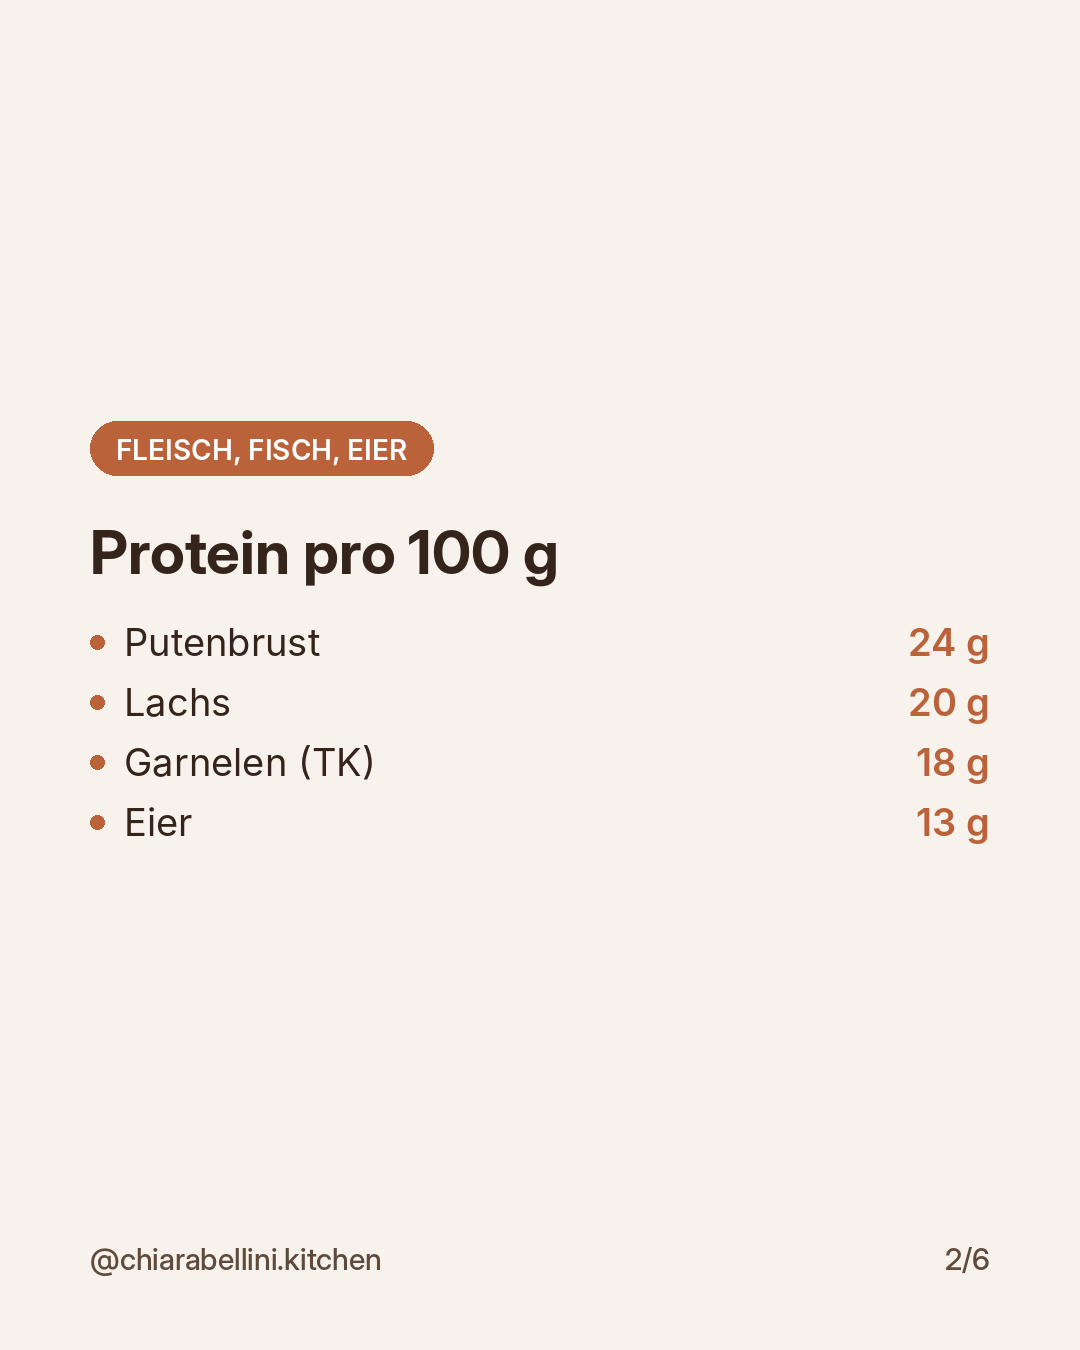 FLEISCH, FISCH, EIER
Protein pro 100 g
• Putenbrust 24 g
• Lachs 20 g
• Garnelen (TK) 18 g
• Eier 13 g
@chiarabellini.kitchen 2/6